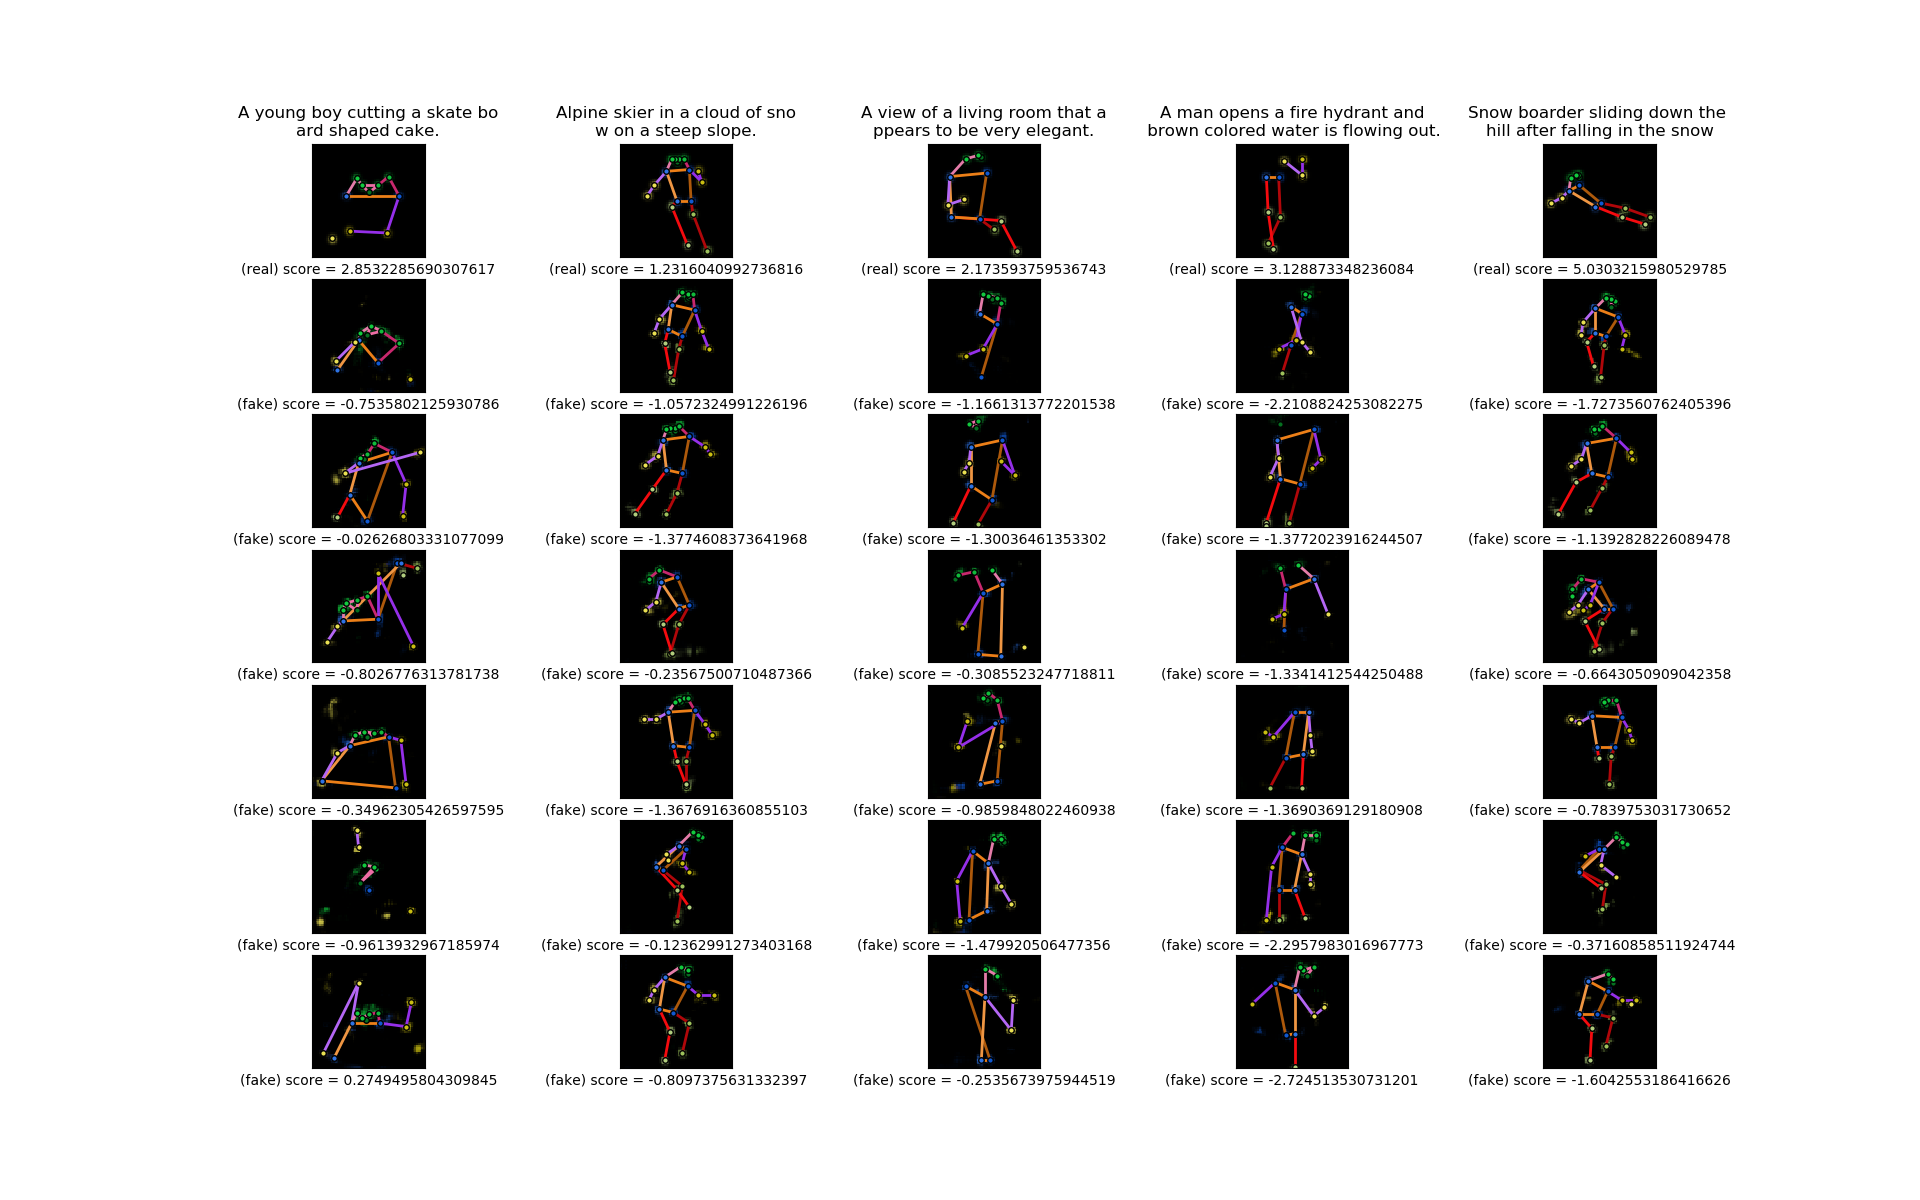 A young boy cutting a skate bo
ard shaped cake.
Alpine skier in a cloud of sno
w on a steep slope.
A view of a living room that a
ppears to be very elegant.
A man opens a fire hydrant and
brown colored water is flowing out.
Snow boarder sliding down the
hill after falling in the snow
(real) score = 2.8532285690307617
(real) score = 1.2316040992736816
(real) score = 2.173593759536743
(real) score = 3.128873348236084
(real) score = 5.0303215980529785
(fake) score = -0.7535802125930786
(fake) score = -1.0572324991226196
(fake) score = -1.1661313772201538
(fake) score = -2.2108824253082275
(fake) score = -1.7273560762405396
(fake) score = -0.02626803331077099
(fake) score = -1.3774608373641968
(fake) score = -1.30036461353302
(fake) score = -1.3772023916244507
(fake) score = -1.1392828226089478
(fake) score = -0.8026776313781738
(fake) score = -0.23567500710487366
(fake) score = -0.3085523247718811
(fake) score = -1.3341412544250488
(fake) score = -0.6643050909042358
(fake) score = -0.34962305426597595
(fake) score = -1.3676916360855103
(fake) score = -0.9859848022460938
(fake) score = -1.3690369129180908
(fake) score = -0.7839753031730652
(fake) score = -0.9613932967185974
(fake) score = -0.12362991273403168
(fake) score = -1.479920506477356
(fake) score = -2.2957983016967773
(fake) score = -0.37160858511924744
(fake) score = 0.2749495804309845
(fake) score = -0.8097375631332397
(fake) score = -0.2535673975944519
(fake) score = -2.724513530731201
(fake) score = -1.6042553186416626